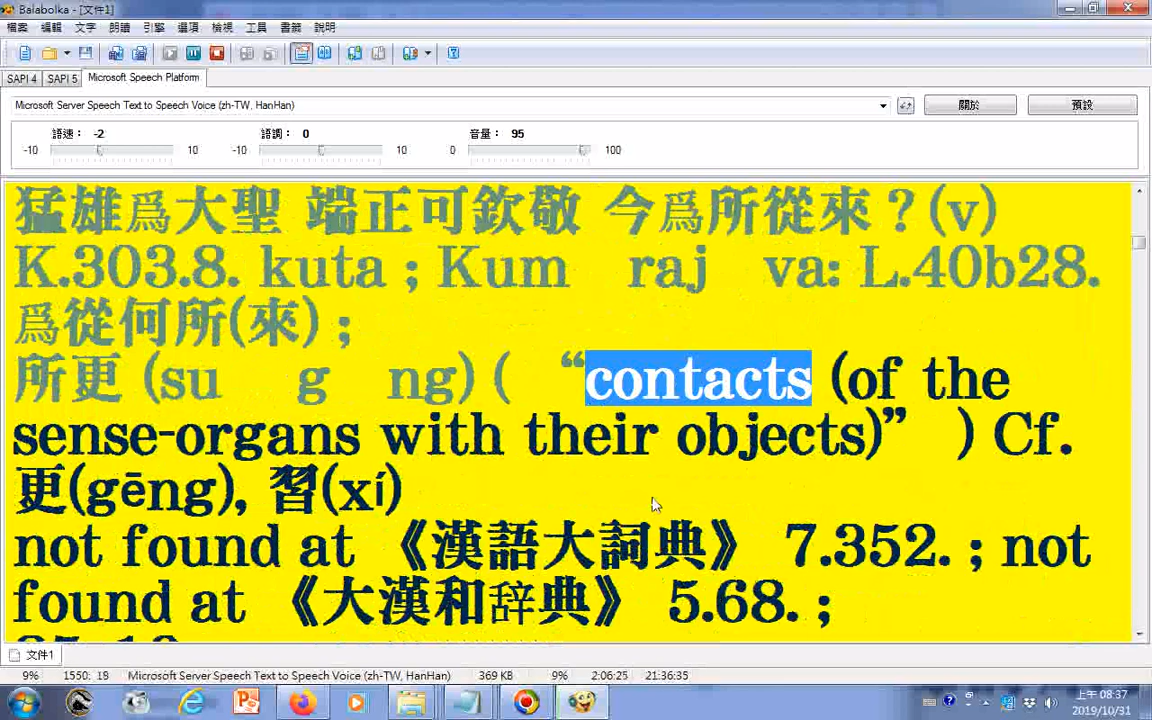 Balabolka - [文件1]
檔案 編輯 文字 朗讀 引擎 選項 檢視 工具 書籤 說明
SAPI 4 SAPI 5 Microsoft Speech Platform
Microsoft Server Speech Text to Speech Voice (zh-TW, HanHan) 關於 預設
語速： -2 語調： 0 音量： 95
-10 10 -10 10 0 100
猛雄爲大聖 端正可欽敬 今爲所從來？(v)
K.303.8. kuta ; Kum raj va: L.40b28.
爲從何所(來) ;
所更 (su g ng) ( “contacts (of the
sense-organs with their objects)” ) Cf.
更(gēng), 習(xí)
not found at 《漢語大詞典》 7.352. ; not
found at 《大漢和辞典》 5.68. ;
文件1
9% 1550: 18 Microsoft Server Speech Text to Speech Voice (zh-TW, HanHan) 369 KB 9% 2:06:25 21:36:35
上午 08:37
2019/10/31